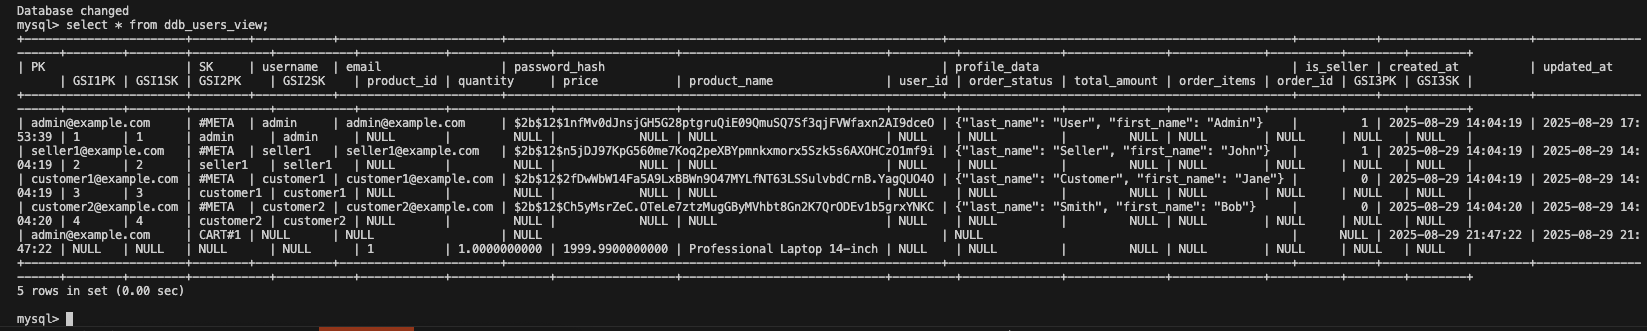 Database changed
mysql> select * from ddb_users_view;
| PK | SK | username | email | password_hash | profile_data | is_seller | created_at | updated_at
| GSI1PK | GSI1SK | GSI2PK | GSI2SK | product_id | quantity | price | product_name | user_id | order_status | total_amount | order_items | order_id | GSI3PK | GSI3SK |
| admin@example.com | #META | admin | admin@example.com | $2b$12$1nfMv0dJnsjGH5G28ptgruQiE09QmuSQ7Sf3qjFVWfaxn2AI9dceO | {"last_name": "User", "first_name": "Admin"} | 1 | 2025-08-29 14:04:19 | 2025-08-29 17:
53:39 | 1 | 1 | admin | admin | NULL | NULL | NULL | NULL | NULL | NULL | NULL | NULL | NULL | NULL | NULL |
| seller1@example.com | #META | seller1 | seller1@example.com | $2b$12$n5jDJ97KpG560me7Koq2peXBYpmnkxmorx5Szk5s6AXOHCzO1mf9i | {"last_name": "Seller", "first_name": "John"} | 1 | 2025-08-29 14:04:19 | 2025-08-29 14:
04:19 | 2 | 2 | seller1 | seller1 | NULL | NULL | NULL | NULL | NULL | NULL | NULL | NULL | NULL | NULL | NULL |
| customer1@example.com | #META | customer1 | customer1@example.com | $2b$12$2fDwWbW14Fa5A9LxBBWn9O47MYLfNT63LSSulvbdCrnB.YagQUO4O | {"last_name": "Customer", "first_name": "Jane"} | 0 | 2025-08-29 14:04:19 | 2025-08-29 14:
04:19 | 3 | 3 | customer1 | customer1 | NULL | NULL | NULL | NULL | NULL | NULL | NULL | NULL | NULL | NULL | NULL |
| customer2@example.com | #META | customer2 | customer2@example.com | $2b$12$Ch5yMsrZeC.OTeLe7ztzMugGByMVhbt8Gn2K7QrODEv1b5grxYNKC | {"last_name": "Smith", "first_name": "Bob"} | 0 | 2025-08-29 14:04:20 | 2025-08-29 14:
04:20 | 4 | 4 | customer2 | customer2 | NULL | NULL | NULL | NULL | NULL | NULL | NULL | NULL | NULL | NULL | NULL |
| admin@example.com | CART#1 | NULL | NULL | NULL | NULL | NULL | 2025-08-29 21:47:22 | 2025-08-29 21:
47:22 | NULL | NULL | NULL | NULL | 1 | 1.0000000000 | 1999.9900000000 | Professional Laptop 14-inch | NULL | NULL | NULL | NULL | NULL | NULL | NULL |
5 rows in set (0.00 sec)
mysql>